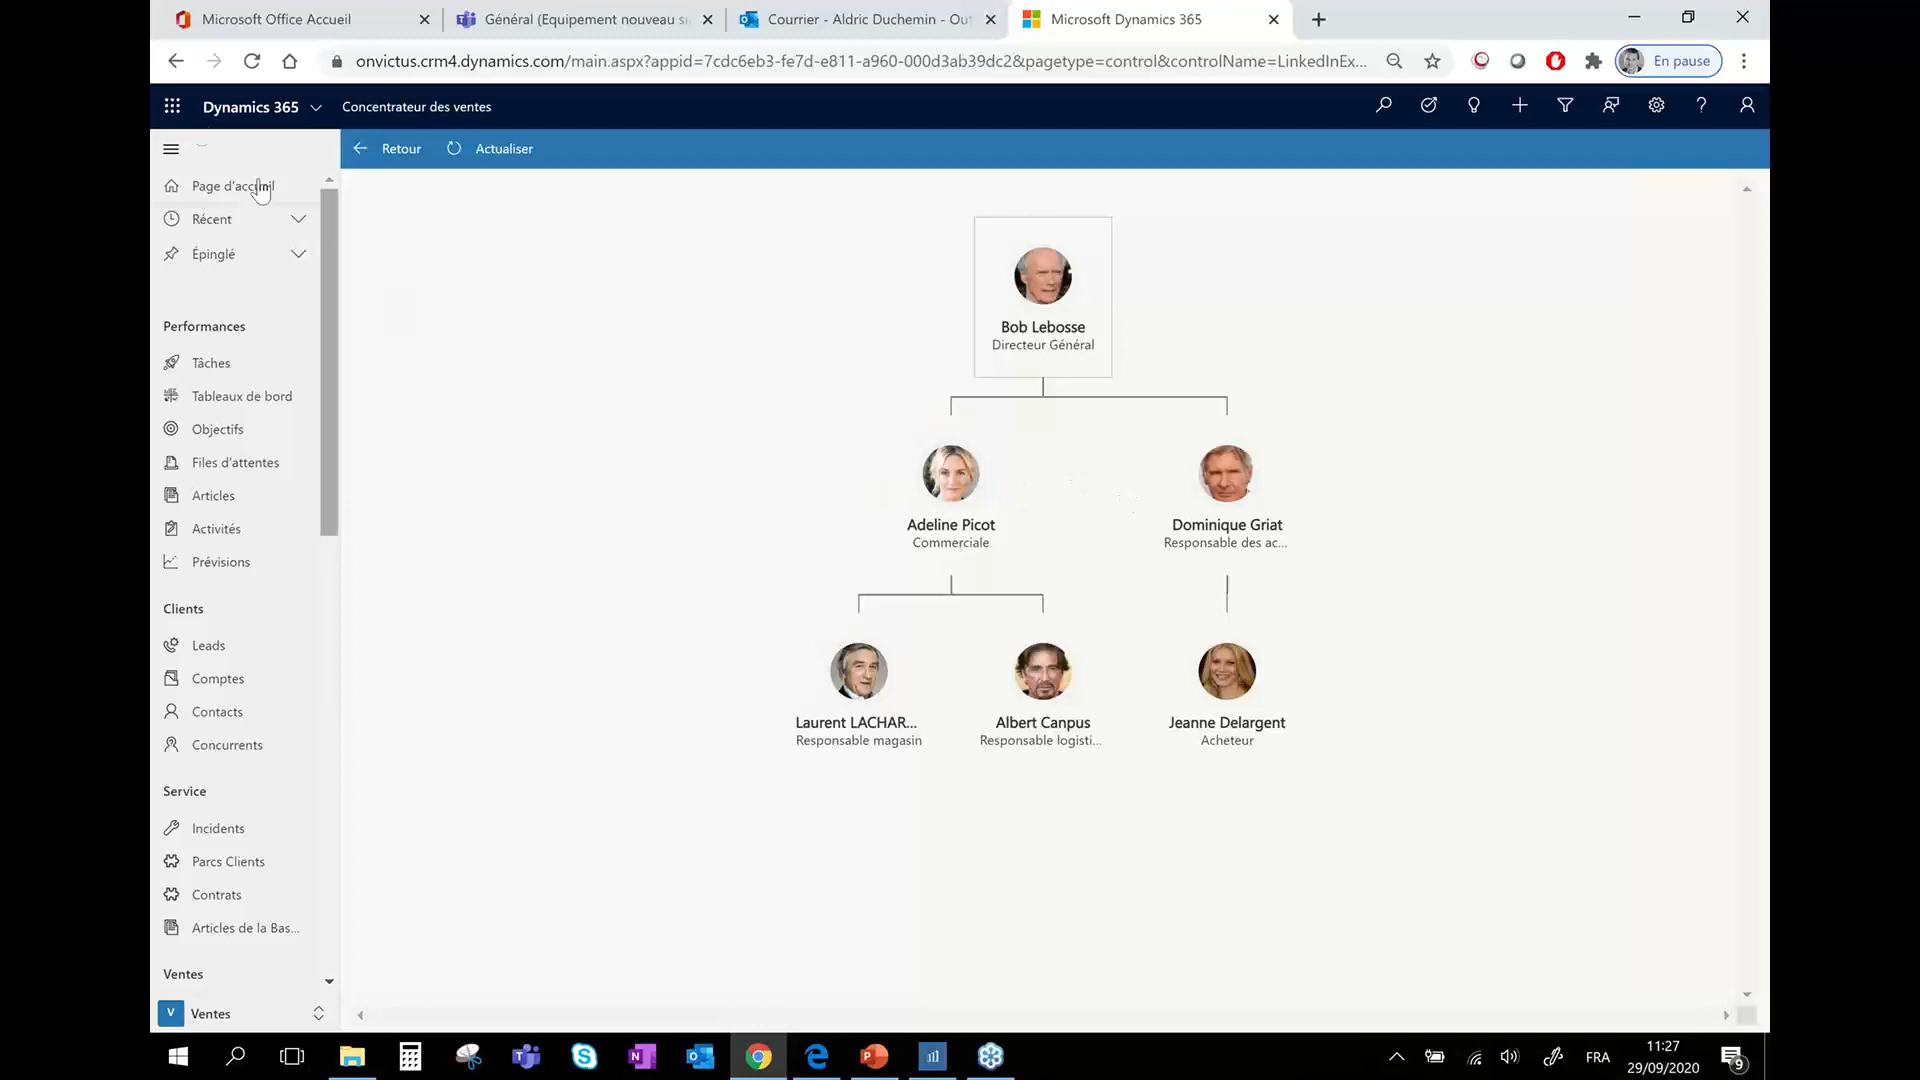 Microsoft Office Accueil
Général (Equipement nouveau si
Courrier - Aldric Duchemin - Out
Microsoft Dynamics 365
onvictus.crm4.dynamics.com/main.aspx?appid=7cdc6eb3-fe7d-e811-a960-000d3ab39dc2&pagetype=control&controlName=LinkedInEx...
En pause
Dynamics 365
Concentrateur des ventes
Retour
Actualiser
Page d'accueil
Récent
Épinglé
Performances
Tâches
Tableaux de bord
Objectifs
Files d'attentes
Articles
Activités
Prévisions
Clients
Leads
Comptes
Contacts
Concurrents
Service
Incidents
Parcs Clients
Contrats
Articles de la Bas...
Ventes
V Ventes
Bob Lebosse
Directeur Général
Adeline Picot
Commerciale
Dominique Griat
Responsable des ac...
Laurent LACHAR...
Responsable magasin
Albert Canpus
Responsable logisti...
Jeanne Delargent
Acheteur
FRA
11:27
29/09/2020
9